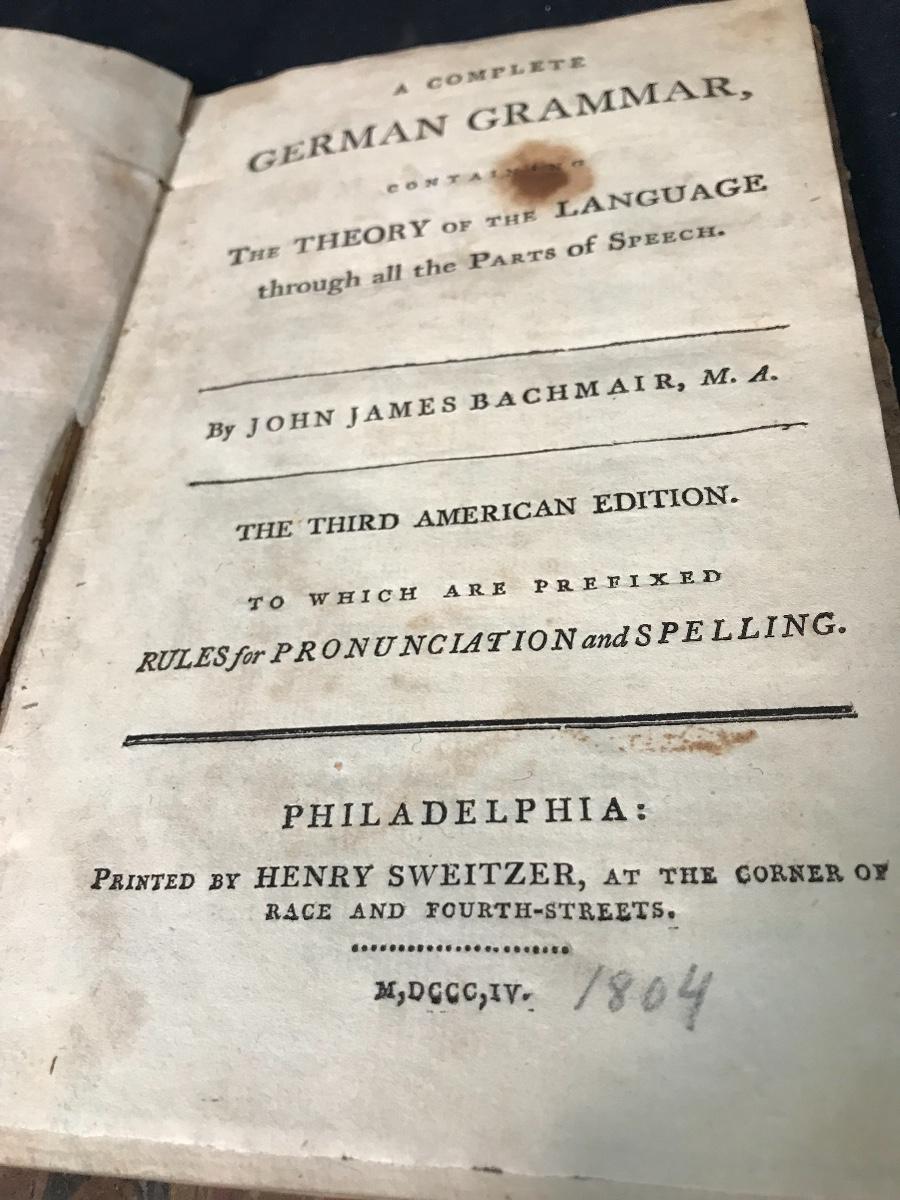 A COMPLETE
GERMAN GRAMMAR,
CONTAINING
THE THEORY OF THE LANGUAGE
through all the PARTS of SPEECH.
By JOHN JAMES BACHMAIR, M. A.
THE THIRD AMERICAN EDITION.
TO WHICH ARE PREFIXED
RULES for PRONUNCIATION and SPELLING.
PHILADELPHIA:
PRINTED BY HENRY SWEITZER, AT THE CORNER OF
RACE AND FOURTH-STREETS.
M,DCCC,IV. 1804